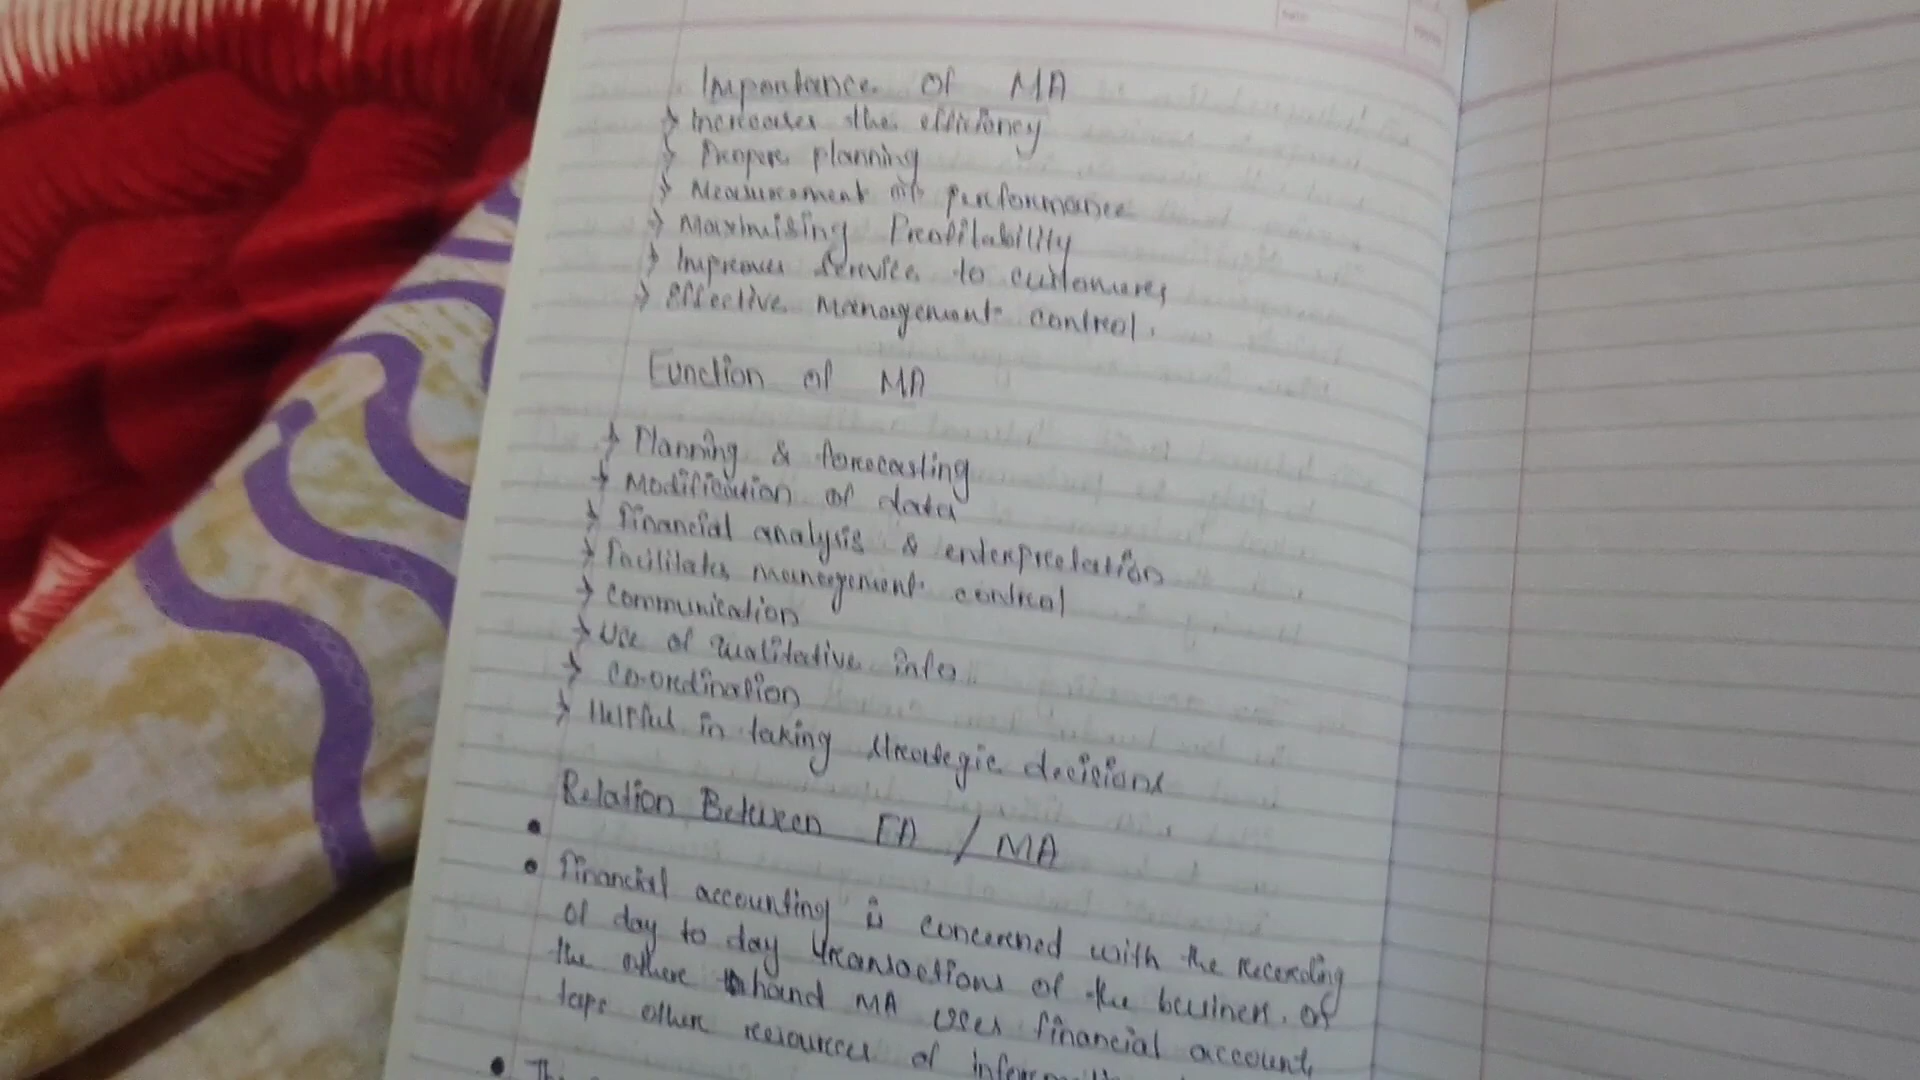 Importance of MA
→ Increases the efficiency
→ Proper planning
→ Measurement of performance
→ Maximising Profitability
→ Improves Service to customers
→ Effective management control.
Function of MA
→ Planning & forecasting
→ Modification of data
→ Financial analysis & enterpretation
→ Facilitates management control
→ Communication
→ Use of Qualitative info
→ Co-ordination
→ Helpful in taking strategic decisions
Relation Between FA / MA
• Financial accounting is concerned with the recording
of day to day transactions of the business. of
the other hand MA uses financial account,
taps other resources of
•